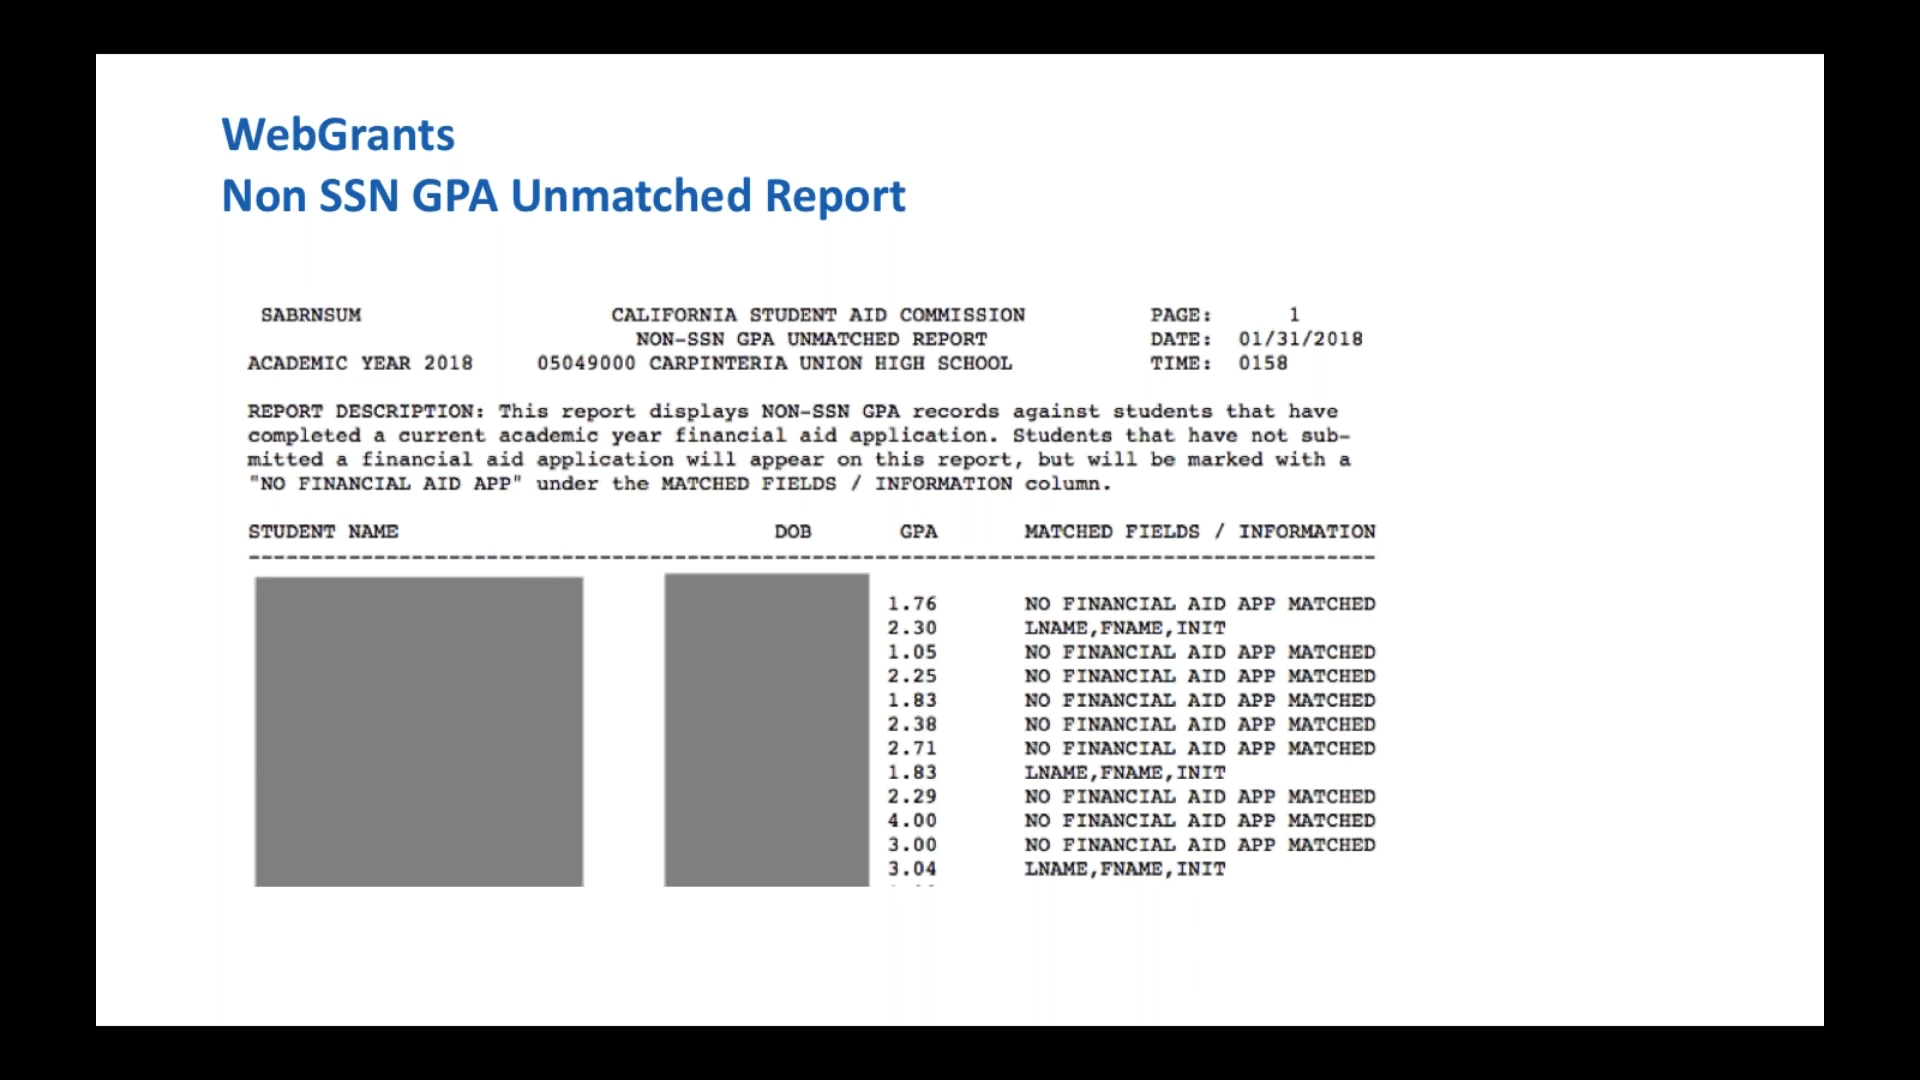 WebGrants
Non SSN GPA Unmatched Report
SABRNSUM CALIFORNIA STUDENT AID COMMISSION PAGE: 1
NON-SSN GPA UNMATCHED REPORT DATE: 01/31/2018
ACADEMIC YEAR 2018 05049000 CARPINTERIA UNION HIGH SCHOOL TIME: 0158
REPORT DESCRIPTION: This report displays NON-SSN GPA records against students that have
completed a current academic year financial aid application. Students that have not sub-
mitted a financial aid application will appear on this report, but will be marked with a
"NO FINANCIAL AID APP" under the MATCHED FIELDS / INFORMATION column.
STUDENT NAME DOB GPA MATCHED FIELDS / INFORMATION
------------------------------------------------------------------------------------------
1.76 NO FINANCIAL AID APP MATCHED
2.30 LNAME,FNAME,INIT
1.05 NO FINANCIAL AID APP MATCHED
2.25 NO FINANCIAL AID APP MATCHED
1.83 NO FINANCIAL AID APP MATCHED
2.38 NO FINANCIAL AID APP MATCHED
2.71 NO FINANCIAL AID APP MATCHED
1.83 LNAME,FNAME,INIT
2.29 NO FINANCIAL AID APP MATCHED
4.00 NO FINANCIAL AID APP MATCHED
3.00 NO FINANCIAL AID APP MATCHED
3.04 LNAME,FNAME,INIT